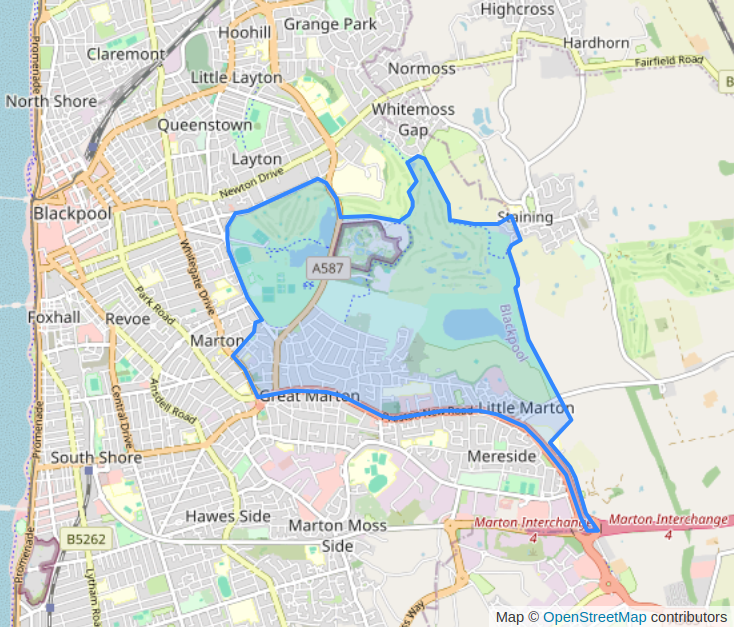 Highcross
Grange Park
Hoohill
Hardhorn
Claremont
Fairfield Road
Normoss
Little Layton
B
North Shore
Whitemoss
Gap
Queenstown
Promenade
Layton
Newton Drive
Blackpool
Staining
Whitegate Drive
A587
Park Road
Foxhall
Revoe
Blackpool
Marton
Ansdell Road
Great Marton
Central Drive
Preston New Road
Little Marton
Promenade
South Shore
Mereside
Hawes Side
Marton Moss
Side
Marton Interchange
4
Marton Interchange
4
B5262
Promenade
Lytham Road
ss Way
Map © OpenStreetMap contributors